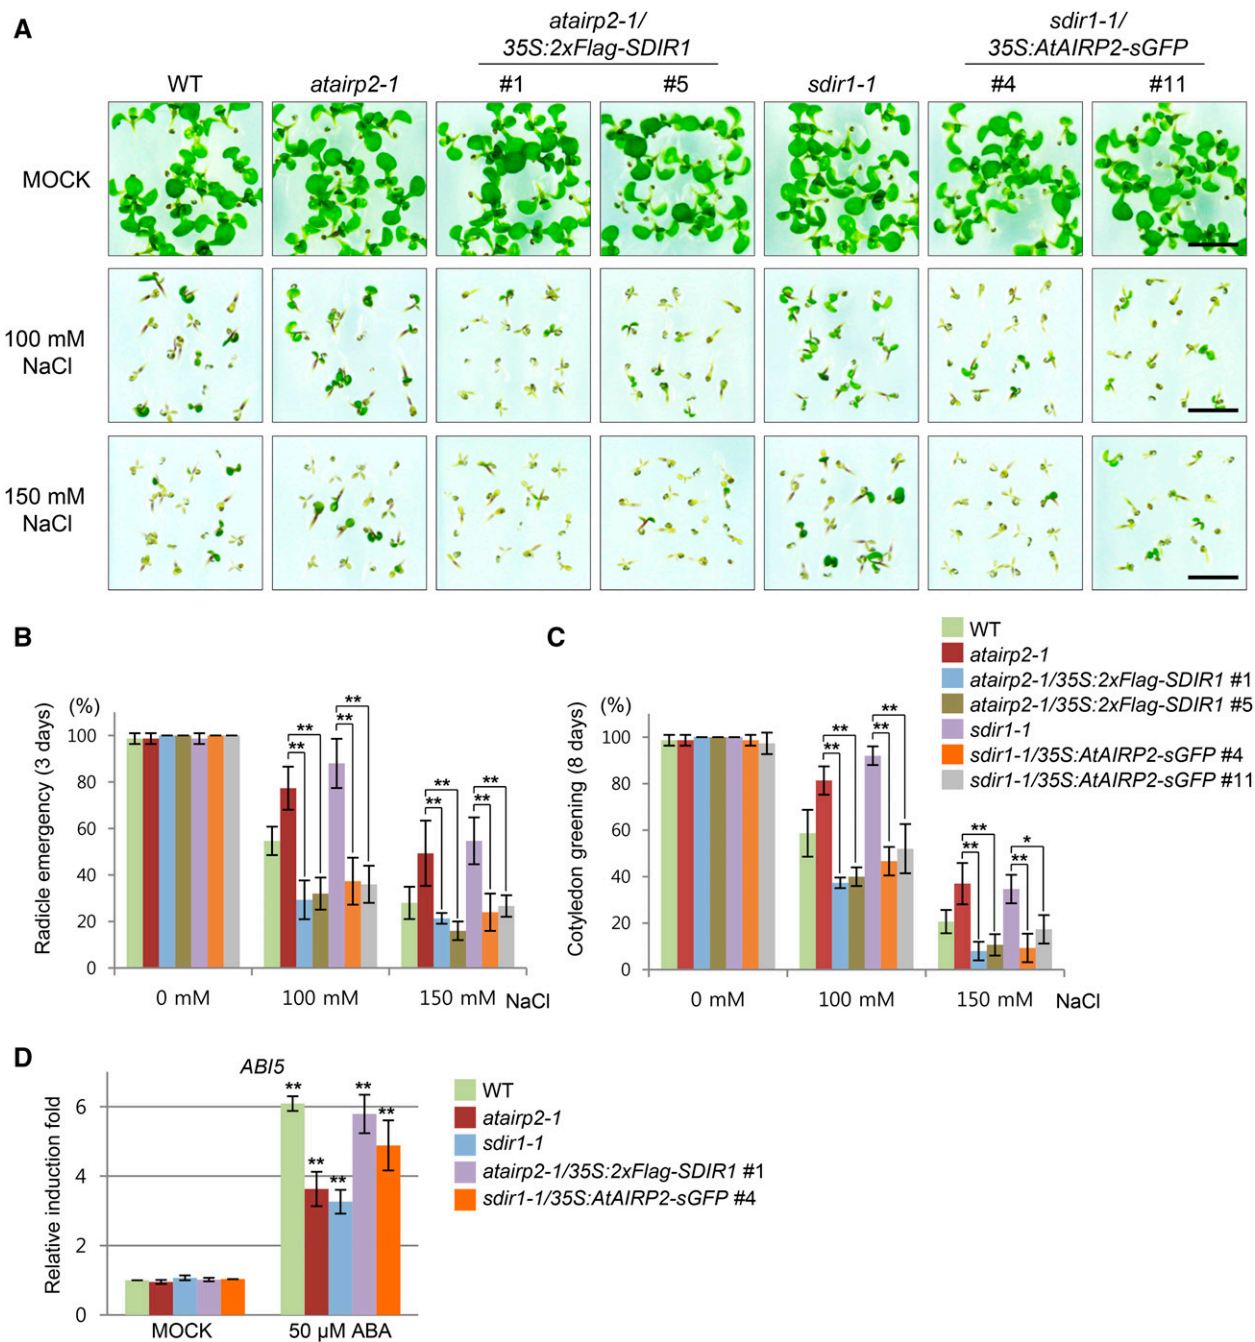 A
atairp2-1/
35S:2xFlag-SDIR1
sdir1-1/
35S:AtAIRP2-sGFP
WT atairp2-1 #1 #5 sdir1-1 #4 #11
MOCK
100 mM
NaCl
150 mM
NaCl
B
(%)
Radicle emergency (3 days)
100
80
60
40
20
0
** ** ** ** ** ** ** **
0 mM 100 mM 150 mM NaCl
C
(%)
Cotyledon greening (8 days)
100
80
60
40
20
0
** ** ** ** ** ** ** *
0 mM 100 mM 150 mM NaCl
WT
atairp2-1
atairp2-1/35S:2xFlag-SDIR1 #1
atairp2-1/35S:2xFlag-SDIR1 #5
sdir1-1
sdir1-1/35S:AtAIRP2-sGFP #4
sdir1-1/35S:AtAIRP2-sGFP #11
D
ABI5
Relative induction fold
6
4
2
0
** ** ** ** **
MOCK 50 µM ABA
WT
atairp2-1
sdir1-1
atairp2-1/35S:2xFlag-SDIR1 #1
sdir1-1/35S:AtAIRP2-sGFP #4